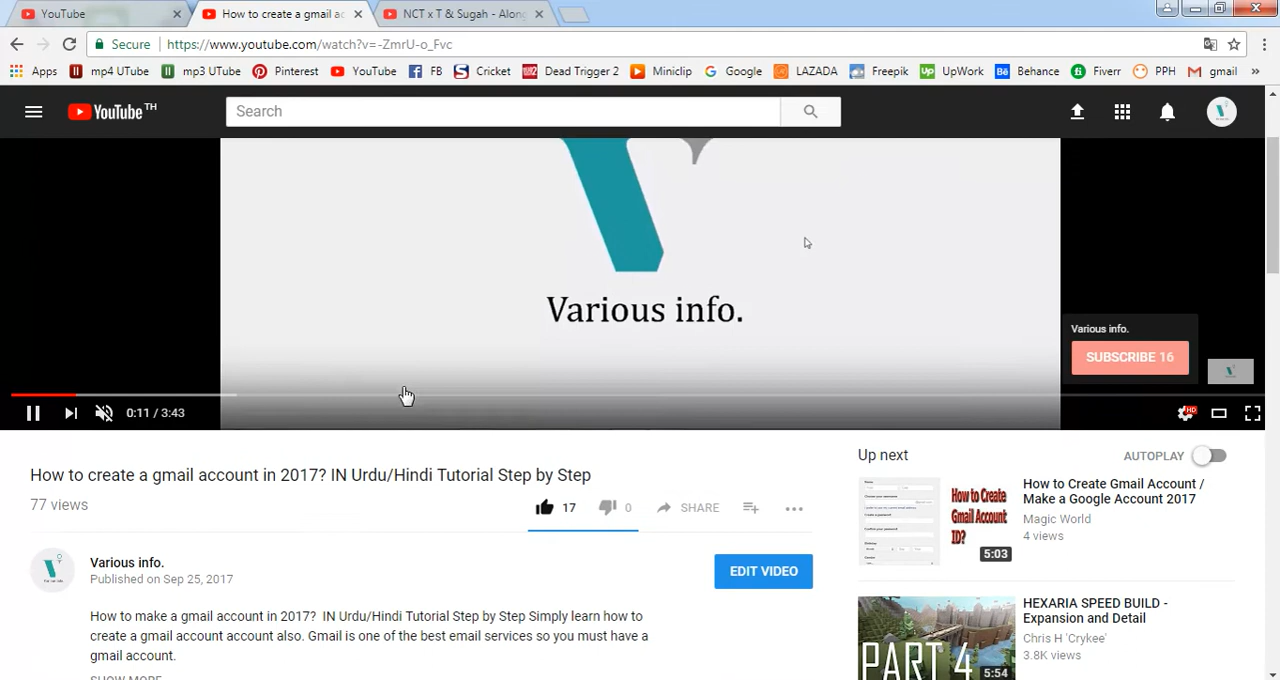 YouTube
How to create a gmail ac
NCT x T & Sugah - Along
Secure https://www.youtube.com/watch?v=-ZmrU-o_Fvc
Apps mp4 UTube mp3 UTube Pinterest YouTube FB Cricket Dead Trigger 2 Miniclip Google LAZADA Freepik UpWork Behance Fiverr PPH gmail »
YouTube TH
Search
Various info.
Various info.
SUBSCRIBE 16
0:11 / 3:43
HD
How to create a gmail account in 2017? IN Urdu/Hindi Tutorial Step by Step
77 views
17 0 SHARE
Various info.
Published on Sep 25, 2017
EDIT VIDEO
How to make a gmail account in 2017? IN Urdu/Hindi Tutorial Step by Step Simply learn how to
create a gmail account account also. Gmail is one of the best email services so you must have a
gmail account.
SHOW MORE
Up next
AUTOPLAY
How to Create Gmail Account ID?
5:03
How to Create Gmail Account /
Make a Google Account 2017
Magic World
4 views
PART 4
5:54
HEXARIA SPEED BUILD -
Expansion and Detail
Chris H 'Crykee'
3.8K views